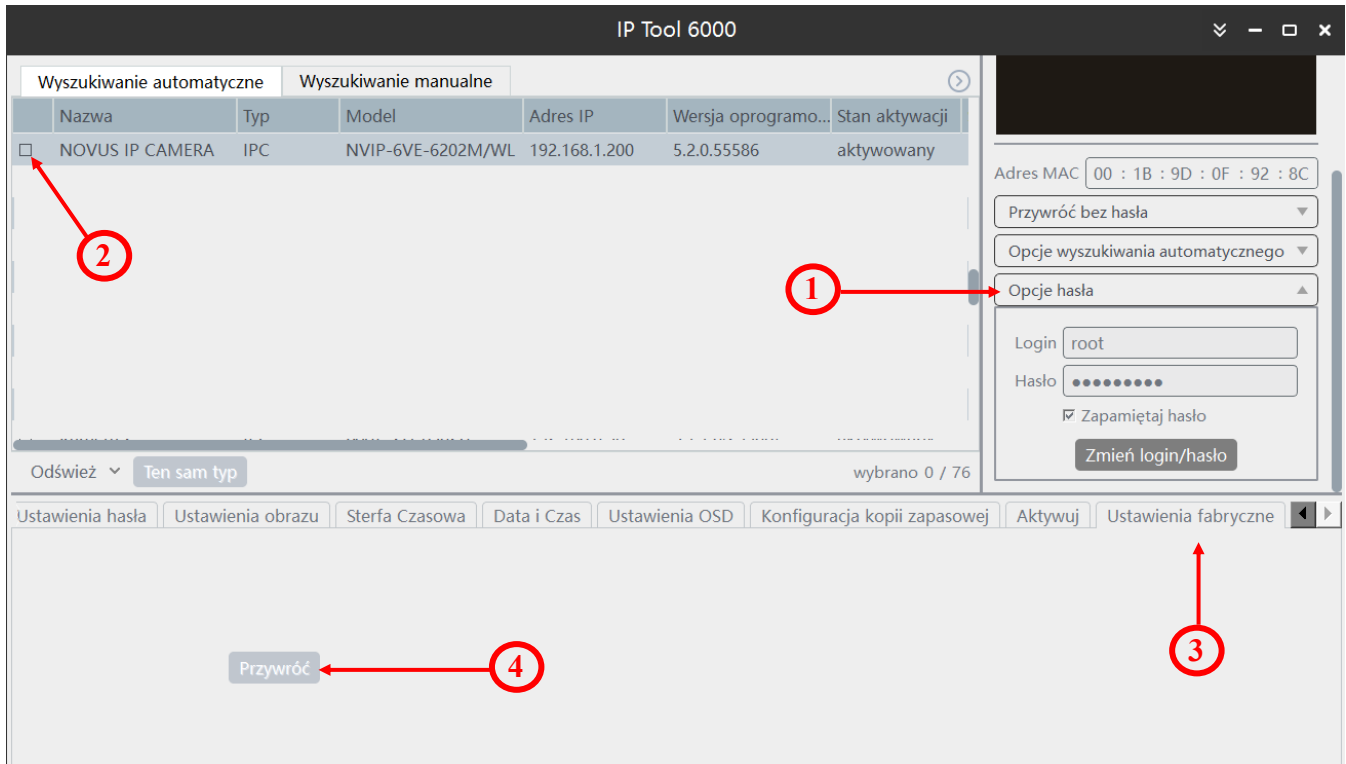 IP Tool 6000
Wyszukiwanie automatyczne Wyszukiwanie manualne
Nazwa Typ Model Adres IP Wersja oprogramo... Stan aktywacji
NOVUS IP CAMERA IPC NVIP-6VE-6202M/WL 192.168.1.200 5.2.0.55586 aktywowany
2
Odśwież Ten sam typ wybrano 0 / 76
Adres MAC 00 : 1B : 9D : 0F : 92 : 8C
Przywróć bez hasła
Opcje wyszukiwania automatycznego
1
Opcje hasła
Login root
Hasło
Zapamiętaj hasło
Zmień login/hasło
Ustawienia hasła Ustawienia obrazu Sterfa Czasowa Data i Czas Ustawienia OSD Konfiguracja kopii zapasowej Aktywuj Ustawienia fabryczne
3
Przywróć 4